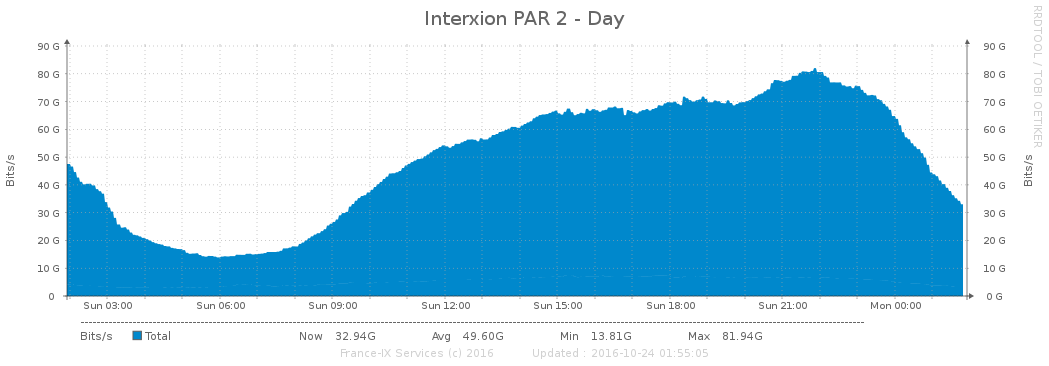 Interxion PAR 2 - Day
RRDTOOL / TOBI OETIKER
Bits/s
90 G
80 G
70 G
60 G
50 G
40 G
30 G
20 G
10 G
0
90 G
80 G
70 G
60 G
50 G
40 G
30 G
20 G
10 G
0 G
Bits/s
Sun 03:00 Sun 06:00 Sun 09:00 Sun 12:00 Sun 15:00 Sun 18:00 Sun 21:00 Mon 00:00
Bits/s Total Now 32.94G Avg 49.60G Min 13.81G Max 81.94G
France-IX Services (c) 2016 Updated : 2016-10-24 01:55:05